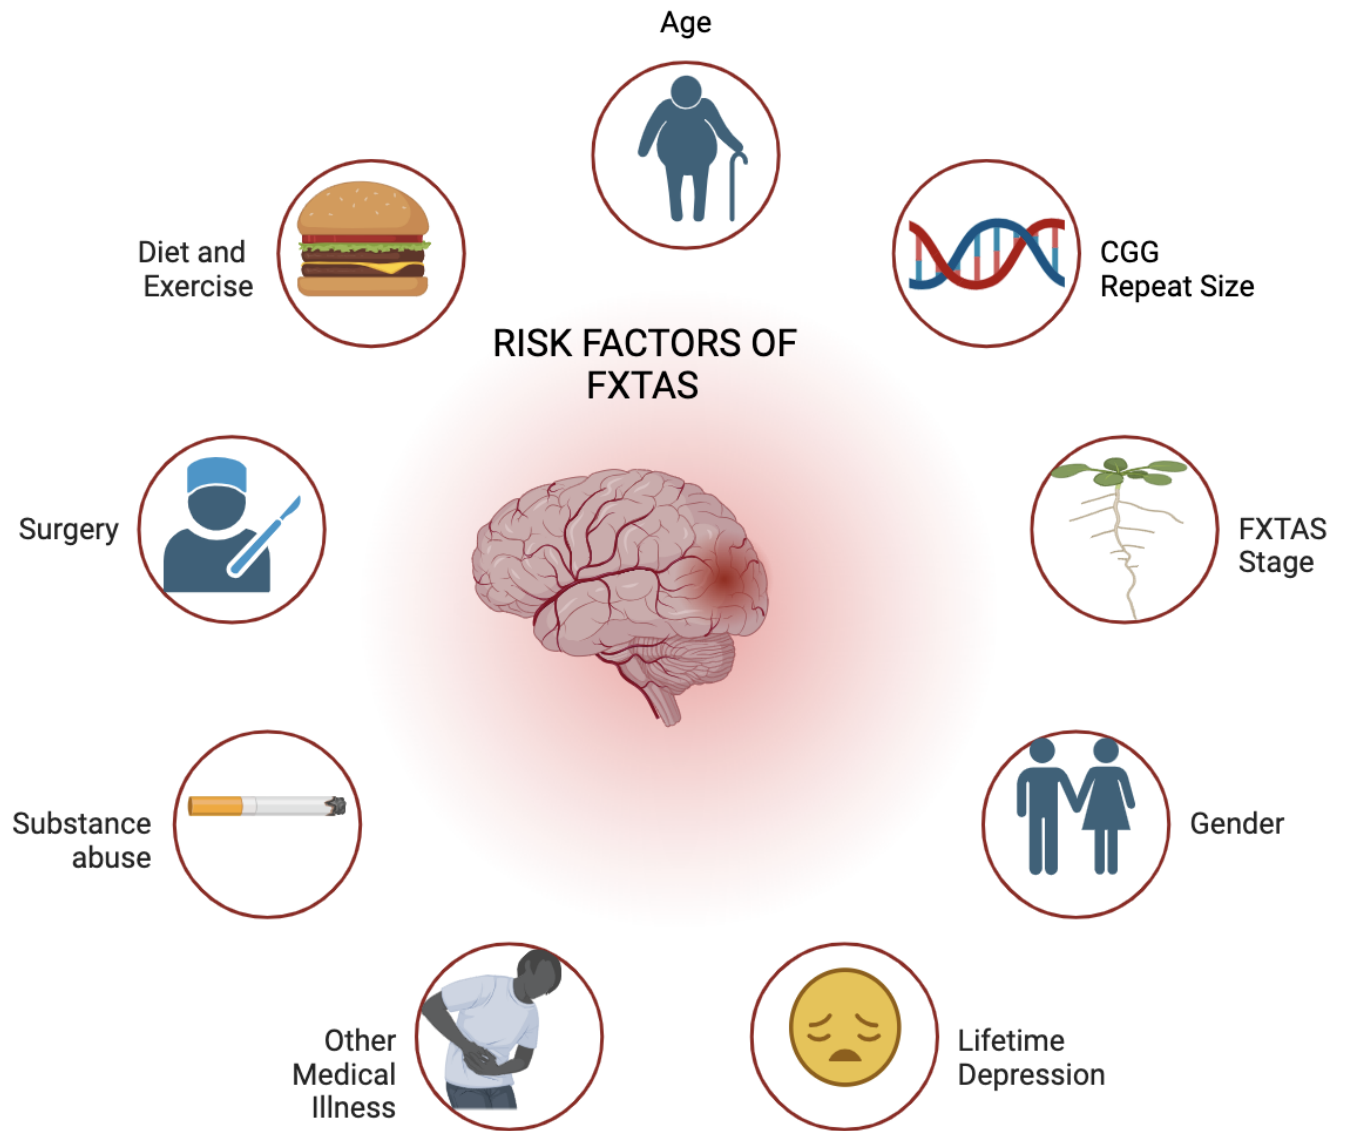 Age
Diet and
Exercise
CGG
Repeat Size
RISK FACTORS OF
FXTAS
Surgery
FXTAS
Stage
Substance
abuse
Gender
Other
Medical
Illness
Lifetime
Depression